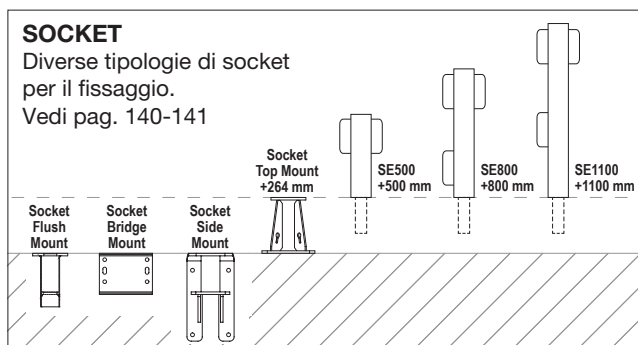 SOCKET
Diverse tipologie di socket
per il fissaggio.
Vedi pag. 140-141
Socket
Top Mount
+264 mm
SE500
+500 mm
SE800
+800 mm
SE1100
+1100 mm
Socket
Flush
Mount
Socket
Bridge
Mount
Socket
Side
Mount